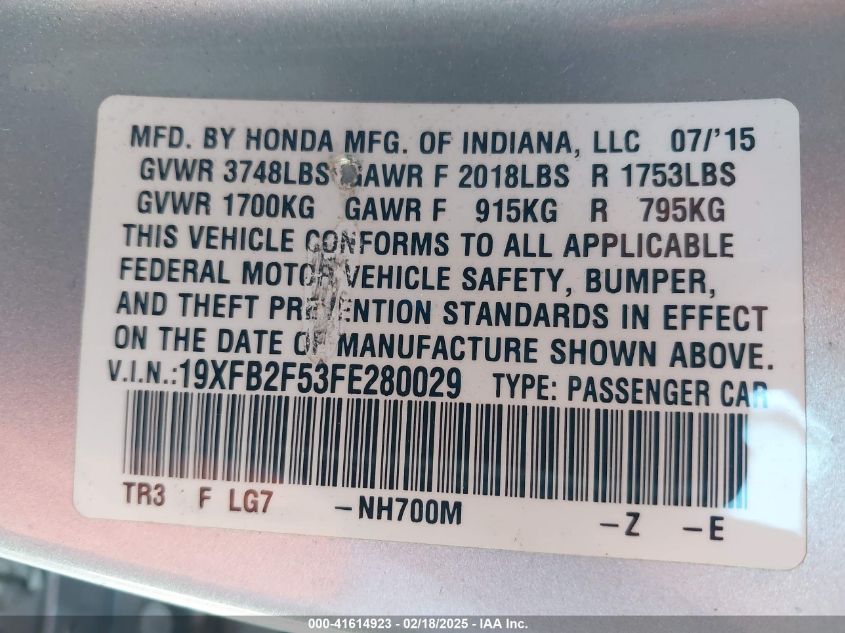 MFD. BY HONDA MFG. OF INDIANA, LLC 07/'15
GVWR 3748LBS GAWR F 2018LBS R 1753LBS
GVWR 1700KG GAWR F 915KG R 795KG
THIS VEHICLE CONFORMS TO ALL APPLICABLE
FEDERAL MOTOR VEHICLE SAFETY, BUMPER,
AND THEFT PREVENTION STANDARDS IN EFFECT
ON THE DATE OF MANUFACTURE SHOWN ABOVE.
V.I.N.:19XFB2F53FE280029 TYPE: PASSENGER CAR
TR3 F LG7 -NH700M -Z -E
000-41614923 - 02/18/2025 - IAA Inc.